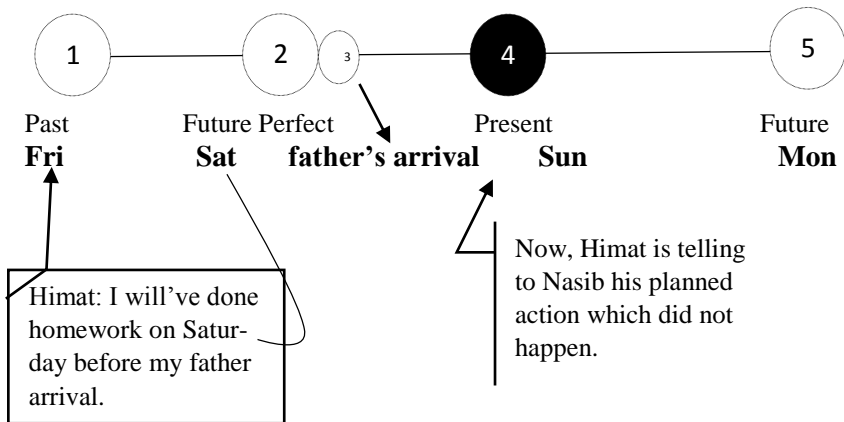 1 2 3 4 5
Past Future Perfect Present Future
Fri Sat father’s arrival Sun Mon
Himat: I will’ve done
homework on Satur-
day before my father
arrival.
Now, Himat is telling
to Nasib his planned
action which did not
happen.